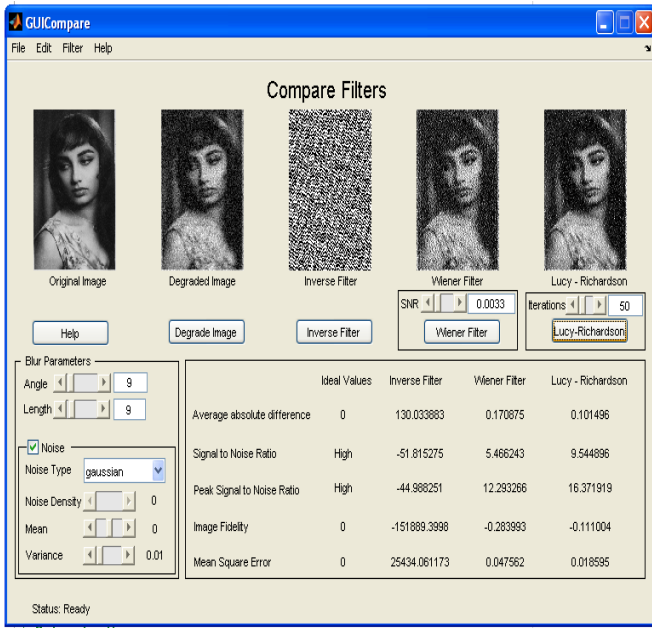 GUICompare
File Edit Filter Help
Compare Filters
Original Image Degraded Image Inverse Filter Wiener Filter Lucy - Richardson
SNR 0.0033 Iterations 50
Help Degrade Image Inverse Filter Wiener Filter Lucy-Richardson
Blur Parameters
Angle 9
Length 9
Noise
Noise Type gaussian
Noise Density 0
Mean 0
Variance 0.01
Ideal Values Inverse Filter Wiener Filter Lucy - Richardson
Average absolute difference 0 130.033883 0.170875 0.101496
Signal to Noise Ratio High -51.815275 5.466243 9.544896
Peak Signal to Noise Ratio High -44.988251 12.293266 16.371919
Image Fidelity 0 -151889.3998 -0.283993 -0.111004
Mean Square Error 0 25434.061173 0.047562 0.018595
Status: Ready